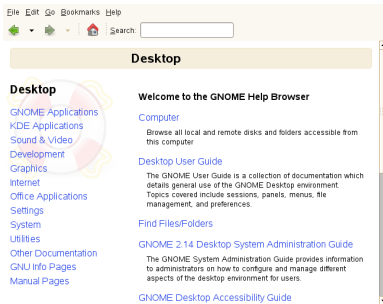 File Edit Go Bookmarks Help
Search:
Desktop
Desktop
GNOME Applications
KDE Applications
Sound & Video
Development
Graphics
Internet
Office Applications
Settings
System
Utilities
Other Documentation
GNU Info Pages
Manual Pages
Welcome to the GNOME Help Browser
Computer
Browse all local and remote disks and folders accessible from
this computer
Desktop User Guide
The GNOME User Guide is a collection of documentation which
details general use of the GNOME Desktop environment.
Topics covered include sessions, panels, menus, file
management, and preferences.
Find Files/Folders
GNOME 2.14 Desktop System Administration Guide
The GNOME System Administration Guide provides information
to administrators on how to configure and manage different
aspects of the desktop environment for users.
GNOME Desktop Accessibility Guide